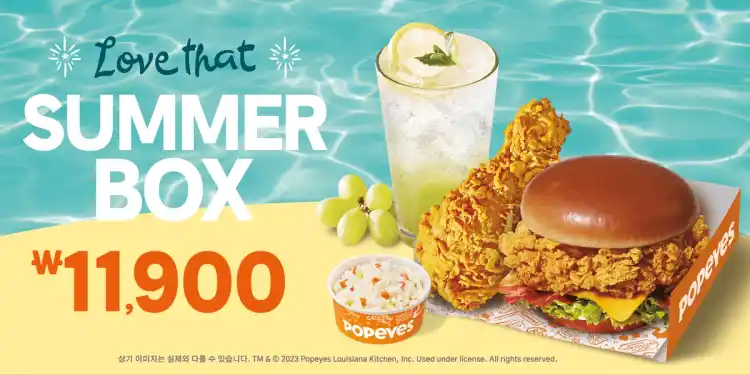 Love that
SUMMER
BOX
₩11,900
POPEYES
POPEYES
상기 이미지는 실제와 다를 수 있습니다. TM & © 2023 Popeyes Louisiana Kitchen, Inc. Used under license. All rights reserved.